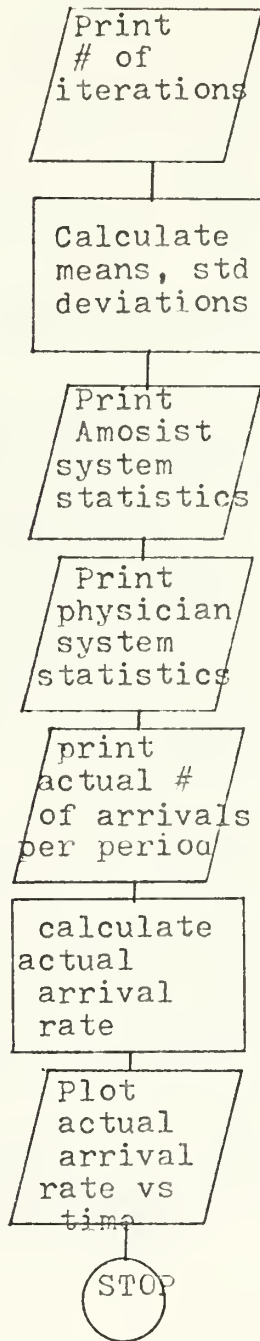 Print
# of
iterations
Calculate
means, std
deviations
Print
Amosist
system
statistics
Print
physician
system
statistics
print
actual #
of arrivals
per period
calculate
actual
arrival
rate
Plot
actual
arrival
rate vs
time
STOP